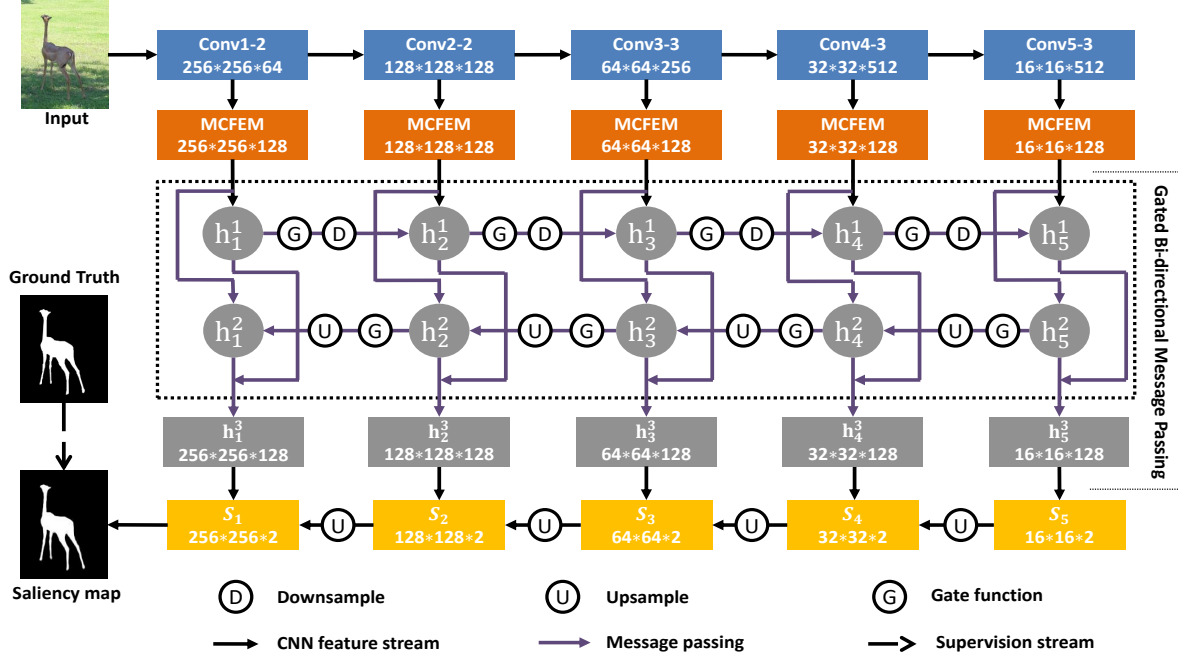 Input
Conv1-2
256*256*64
Conv2-2
128*128*128
Conv3-3
64*64*256
Conv4-3
32*32*512
Conv5-3
16*16*512
MCFEM
256*256*128
MCFEM
128*128*128
MCFEM
64*64*128
MCFEM
32*32*128
MCFEM
16*16*128
h₁¹ G D h₂¹ G D h₃¹ G D h₄¹ G D h₅¹
h₁² U G h₂² U G h₃² U G h₄² U G h₅²
Gated Bi-directional Message Passing
Ground Truth
h₁³
256*256*128
h₂³
128*128*128
h₃³
64*64*128
h₄³
32*32*128
h₅³
16*16*128
S₁
256*256*2
U
S₂
128*128*2
U
S₃
64*64*2
U
S₄
32*32*2
U
S₅
16*16*2
Saliency map
D Downsample
U Upsample
G Gate function
CNN feature stream
Message passing
Supervision stream